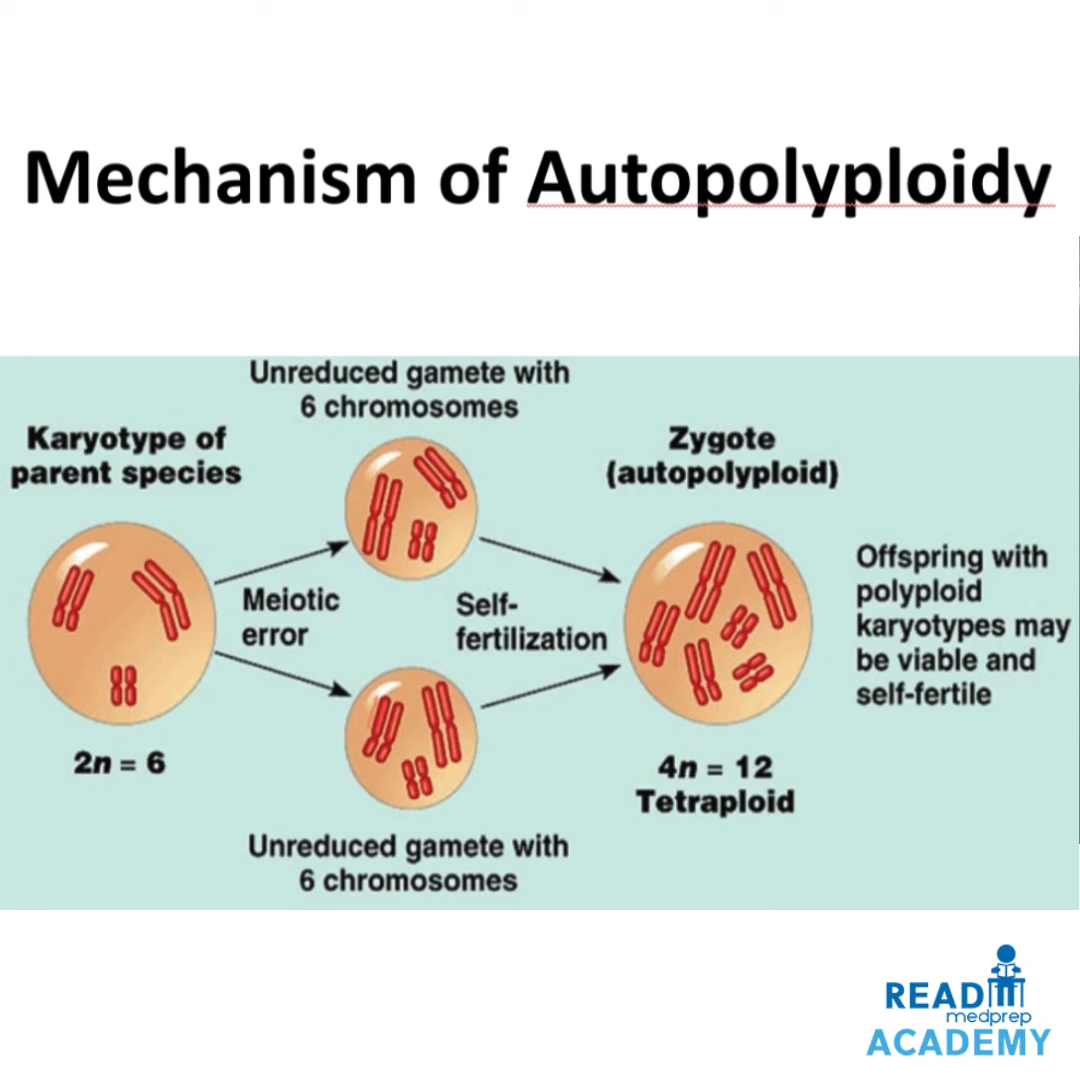 Mechanism of Autopolyploidy
Unreduced gamete with
6 chromosomes
Karyotype of
parent species
Zygote
(autopolyploid)
Meiotic
error
Self-
fertilization
Offspring with
polyploid
karyotypes may
be viable and
self-fertile
2n = 6
4n = 12
Tetraploid
Unreduced gamete with
6 chromosomes
READ
medprep
ACADEMY